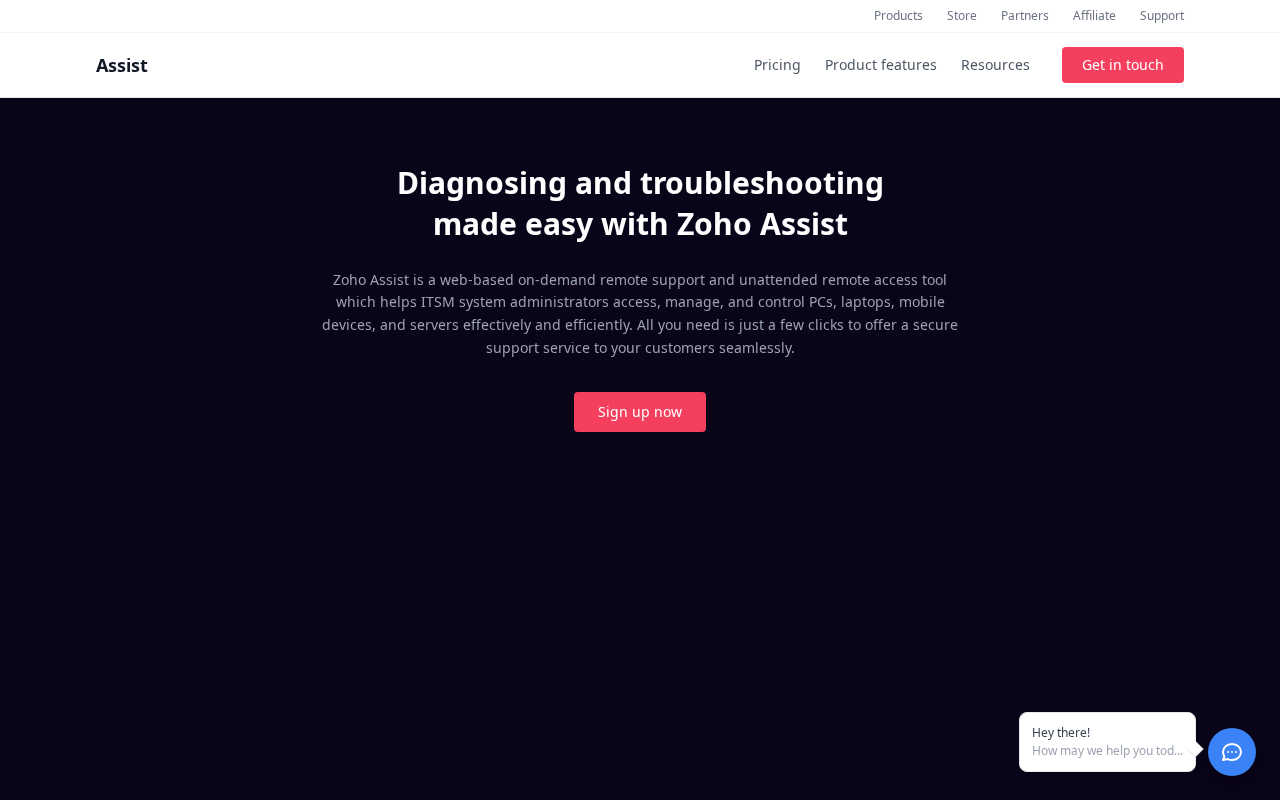 Products Store Partners Affiliate Support
Assist Pricing Product features Resources Get in touch
Diagnosing and troubleshooting
made easy with Zoho Assist
Zoho Assist is a web-based on-demand remote support and unattended remote access tool
which helps ITSM system administrators access, manage, and control PCs, laptops, mobile
devices, and servers effectively and efficiently. All you need is just a few clicks to offer a secure
support service to your customers seamlessly.
Sign up now
Hey there!
How may we help you tod...